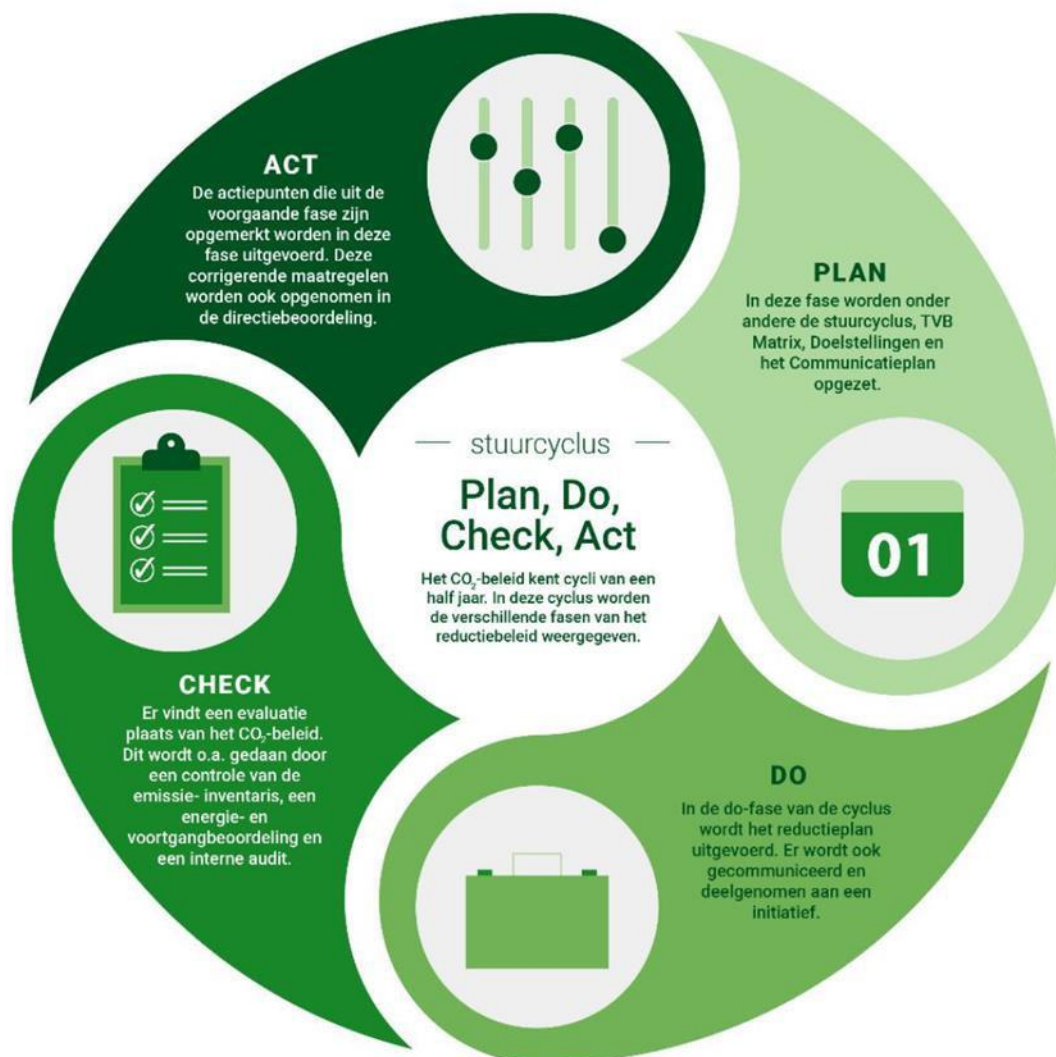 ACT
De actiepunten die uit de
voorgaande fase zijn
opgemerkt worden in deze
fase uitgevoerd. Deze
corrigerende maatregelen
worden ook opgenomen in
de directiebeoordeling.
PLAN
In deze fase worden onder
andere de stuurcyclus, TVB
Matrix, Doelstellingen en
het Communicatieplan
opgezet.
01
stuurcyclus
Plan, Do,
Check, Act
Het CO₂-beleid kent cycli van een
half jaar. In deze cyclus worden
de verschillende fasen van het
reductiebeleid weergegeven.
CHECK
Er vindt een evaluatie
plaats van het CO₂-beleid.
Dit wordt o.a. gedaan door
een controle van de
emissie- inventaris, een
energie- en
voortgangbeoordeling en
een interne audit.
DO
In de do-fase van de cyclus
wordt het reductieplan
uitgevoerd. Er wordt ook
gecommuniceerd en
deelgenomen aan een
initiatief.